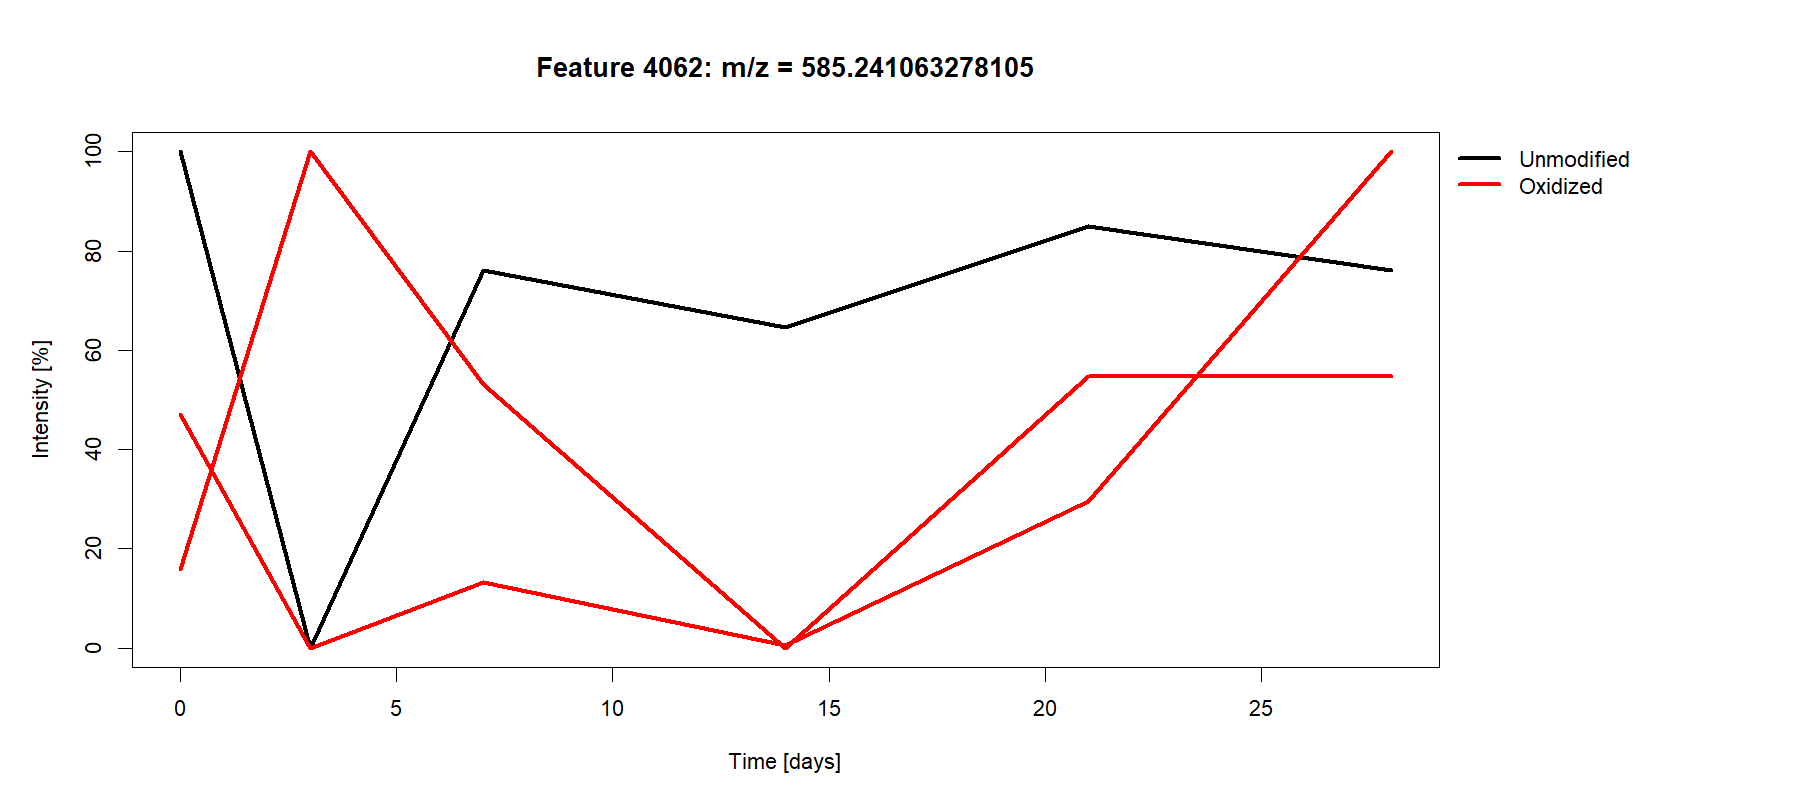 Feature 4062: m/z = 585.241063278105
Unmodified
Oxidized
Intensity [%]
100
80
60
40
20
0
0 5 10 15 20 25
Time [days]